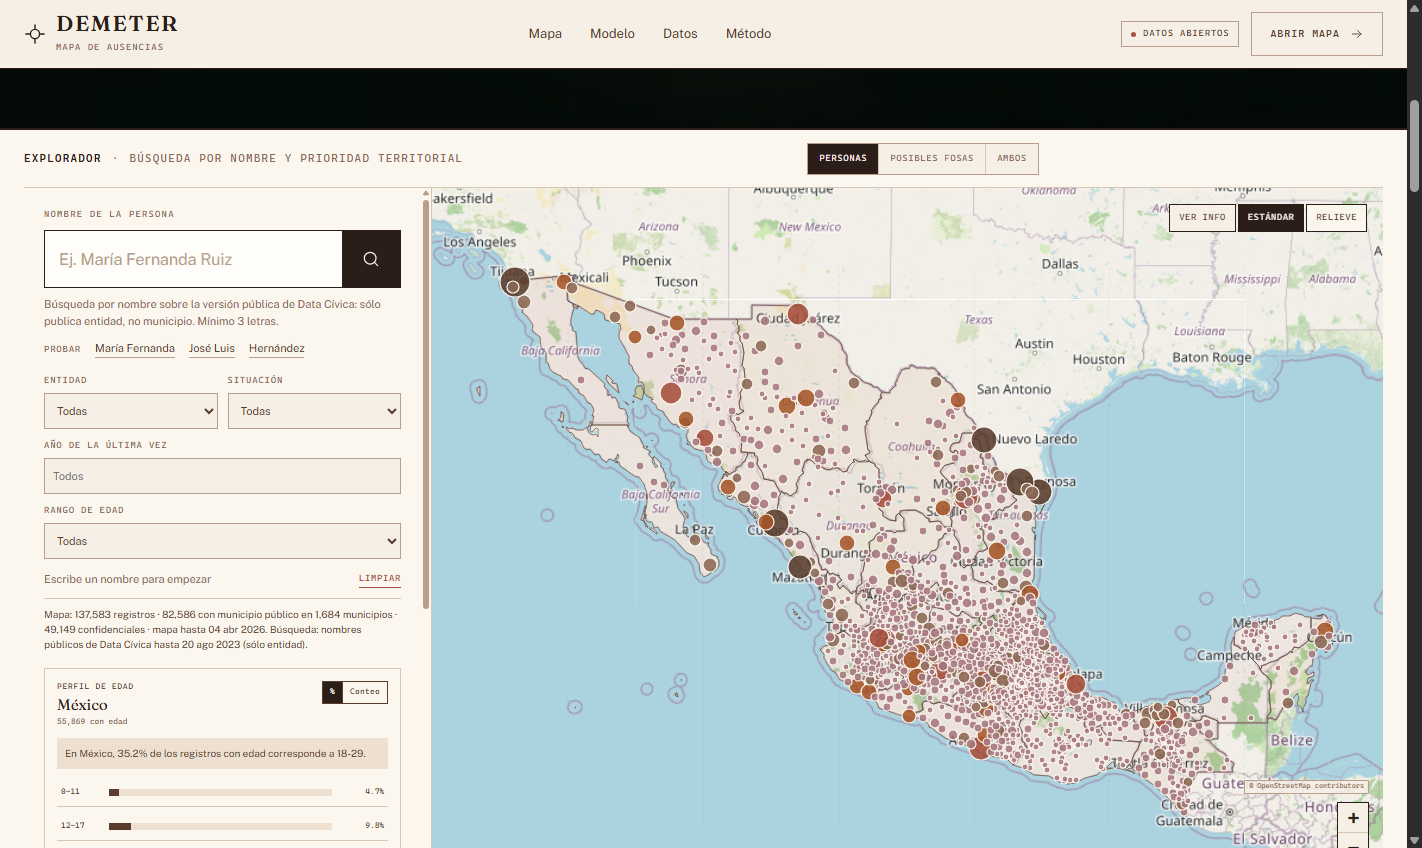 DEMETER
MAPA DE AUSENCIAS
Mapa
Modelo
Datos
Método
DATOS ABIERTOS
ABRIR MAPA
EXPLORADOR · BÚSQUEDA POR NOMBRE Y PRIORIDAD TERRITORIAL
PERSONAS
POSIBLES FOSAS
AMBOS
NOMBRE DE LA PERSONA
Ej. María Fernanda Ruiz
Búsqueda por nombre sobre la versión pública de Data Cívica: sólo
publica entidad, no municipio. Mínimo 3 letras.
PROBAR María Fernanda José Luis Hernández
ENTIDAD
SITUACIÓN
Todas
Todas
AÑO DE LA ÚLTIMA VEZ
Todos
RANGO DE EDAD
Todas
Escribe un nombre para empezar
LIMPIAR
Mapa: 137,583 registros · 82,586 con municipio público en 1,684 municipios ·
49,149 confidenciales · mapa hasta 04 abr 2026. Búsqueda: nombres
públicos de Data Cívica hasta 20 ago 2023 (sólo entidad).
PERFIL DE EDAD
México
55,869 con edad
%
Conteo
En México, 35.2% de los registros con edad corresponde a 18-29.
0–11
4.7%
12–17
9.8%
VER INFO
ESTÁNDAR
RELIEVE
akersfield
Albuquerque
Oklahoma
Memphis
Los Angeles
Arizona
New Mexico
Phoenix
Dallas
Mississippi
Alabama
Tucson
Mexicali
Texas
Louisiana
Austin
Houston
Baton Rouge
San Antonio
Baja California
Nuevo Laredo
Baja California
Sur
La Paz
Campeche
Belize
© OpenStreetMap contributors
Guatemala
El Salvador
+
−